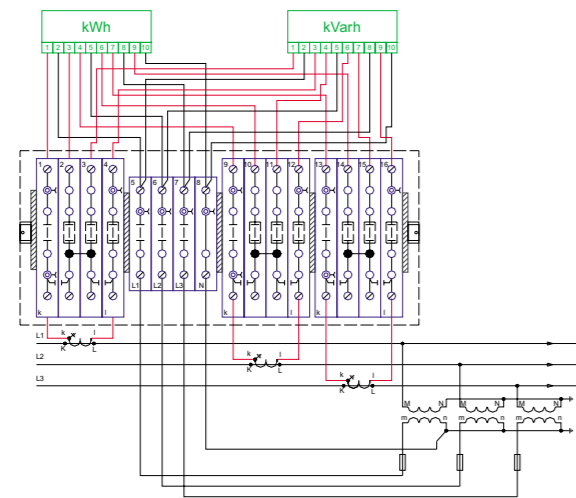 kWh kVarh
1 2 3 4 5 6 7 8 9 10 1 2 3 4 5 6 7 8 9 10
1 2 3 4 5 6 7 8 9 10 11 12 13 14 15 16
L1 L2 L3 N
k l k l k l
L1 k l
K L
L2 k l
K L
L3 k l
K L
M N M N M N
m n m n m n